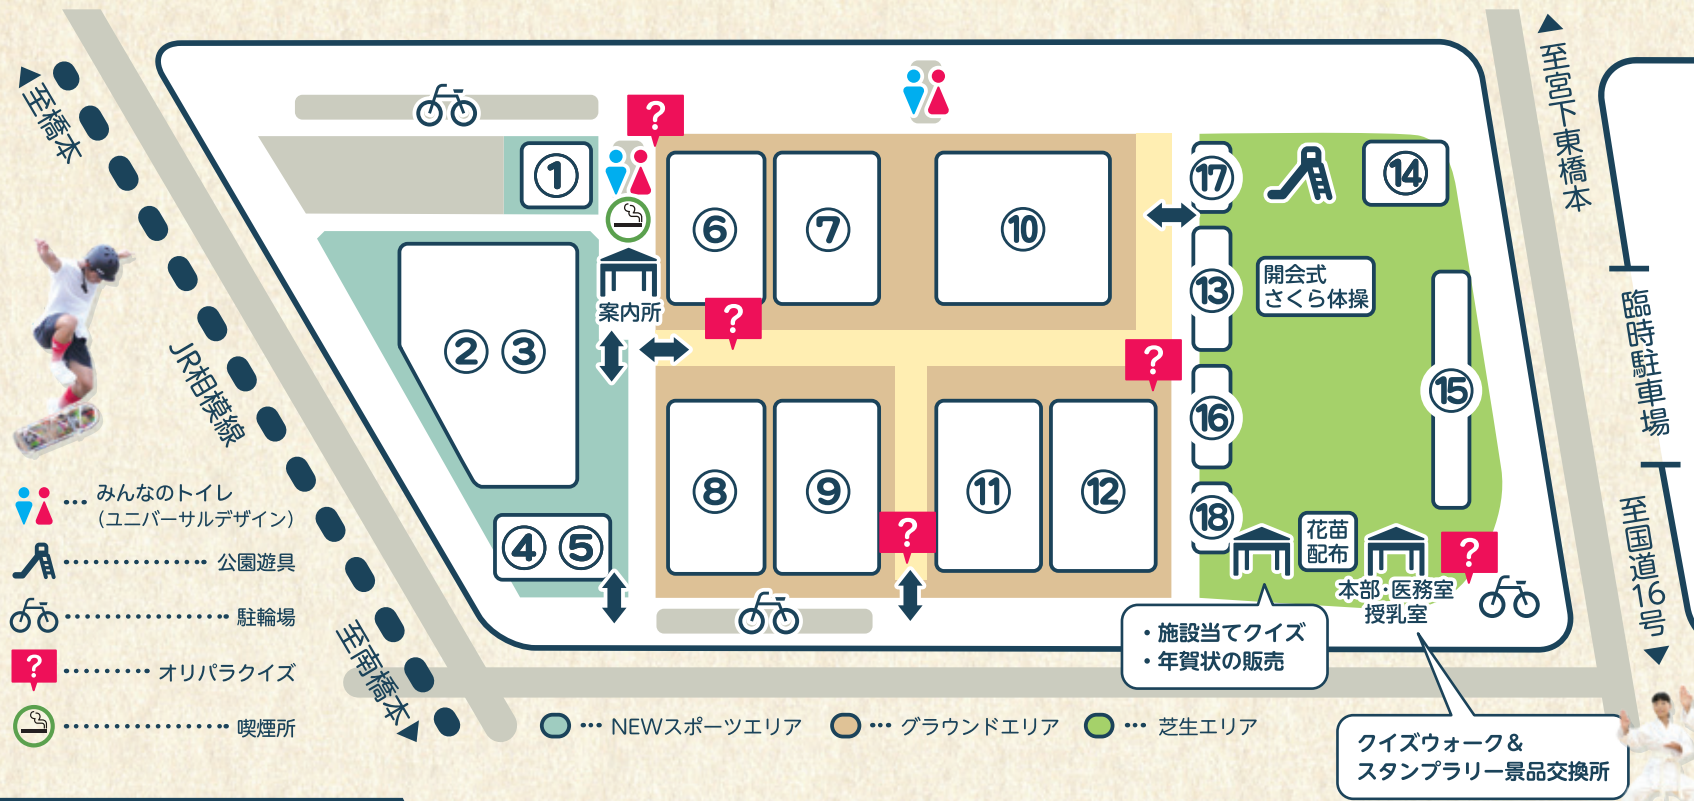 ▲至橋本
JR相模線
至南橋本▼
▲至宮下東橋本
臨時駐車場
至国道16号▼
?
①
⑥
⑦
⑩
⑰
⑭
案内所
②
③
?
⑬
開会式
さくら体操
?
⑮
⑯
⑧
⑨
⑪
⑫
⑱
④
⑤
?
花苗
配布
?
本部・医務室
授乳室
・施設当てクイズ
・年賀状の販売
クイズウォーク&
スタンプラリー景品交換所
…みんなのトイレ
(ユニバーサルデザイン)
公園遊具
駐輪場
? オリパラクイズ
喫煙所
…NEWスポーツエリア
…グラウンドエリア
…芝生エリア